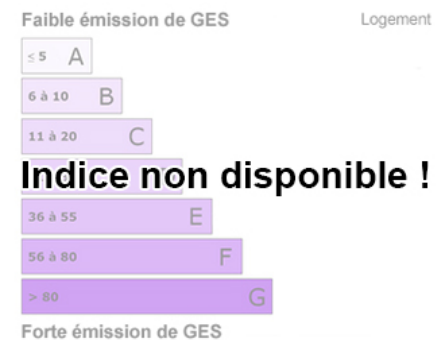 Faible émission de GES
Logement
≤ 5 A
6 à 10 B
11 à 20 C
Indice non disponible !
36 à 55 E
56 à 80 F
> 80 G
Forte émission de GES